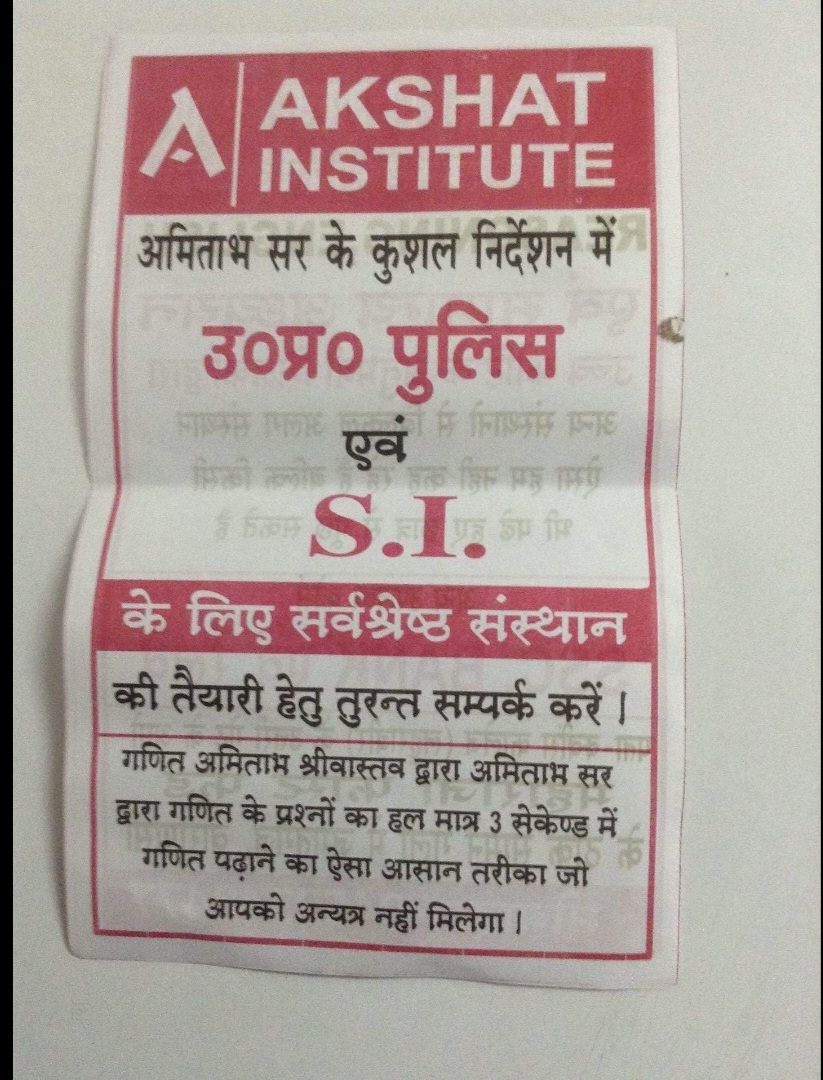 AKSHAT
INSTITUTE
अमिताभ सर के कुशल निर्देशन में
उ०प्र० पुलिस
एवं
S.I.
के लिए सर्वश्रेष्ठ संस्थान
की तैयारी हेतु तुरन्त सम्पर्क करें।
गणित अमिताभ श्रीवास्तव द्वारा अमिताभ सर
द्वारा गणित के प्रश्नों का हल मात्र 3 सेकेण्ड में
गणित पढ़ाने का ऐसा आसान तरीका जो
आपको अन्यत्र नहीं मिलेगा।